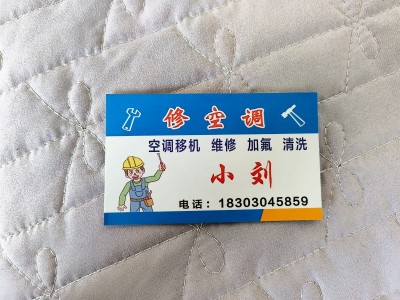 修空调
空调移机 维修 加氟 清洗
小刘
电话：18303045859